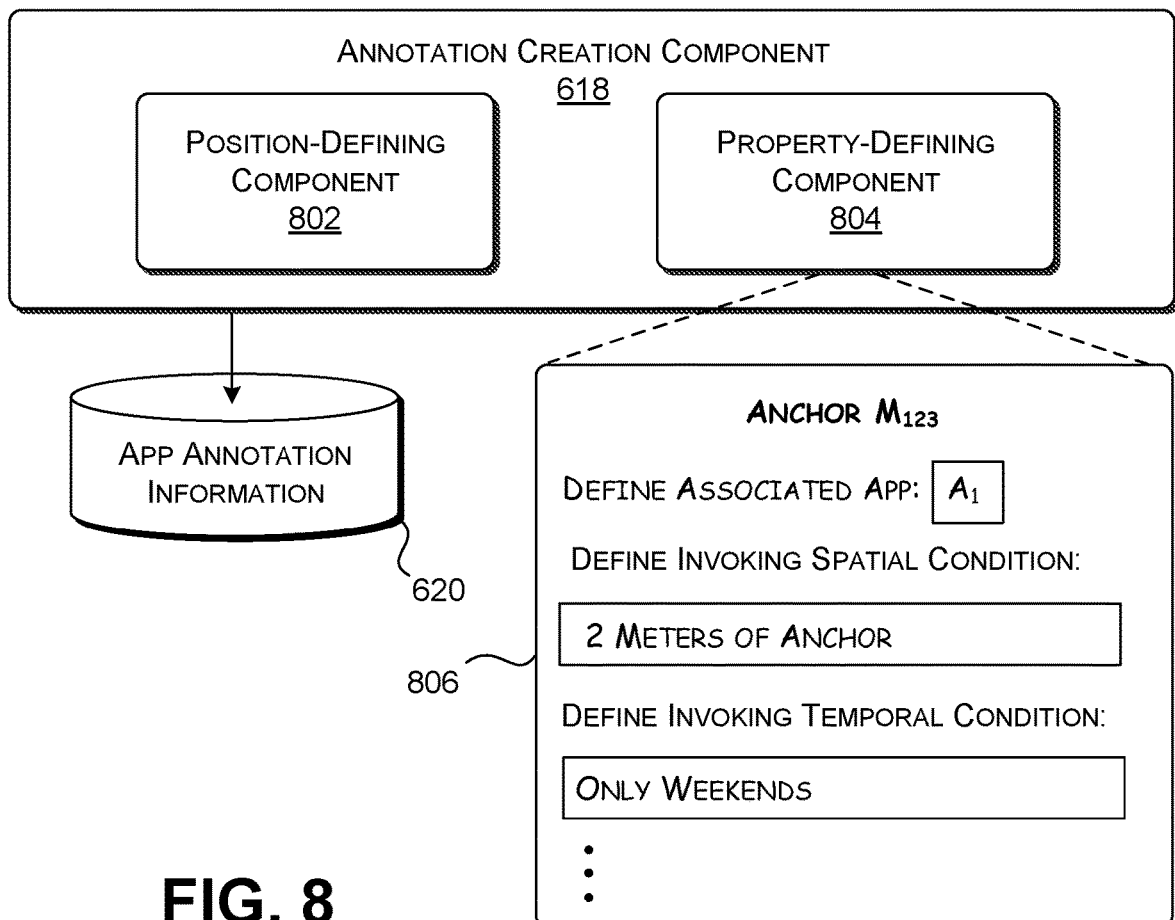 ANNOTATION CREATION COMPONENT
618
POSITION-DEFINING
COMPONENT
802
PROPERTY-DEFINING
COMPONENT
804
APP ANNOTATION
INFORMATION
620
ANCHOR M₁₂₃
DEFINE ASSOCIATED APP: A₁
DEFINE INVOKING SPATIAL CONDITION:
2 METERS OF ANCHOR
806
DEFINE INVOKING TEMPORAL CONDITION:
ONLY WEEKENDS
FIG. 8